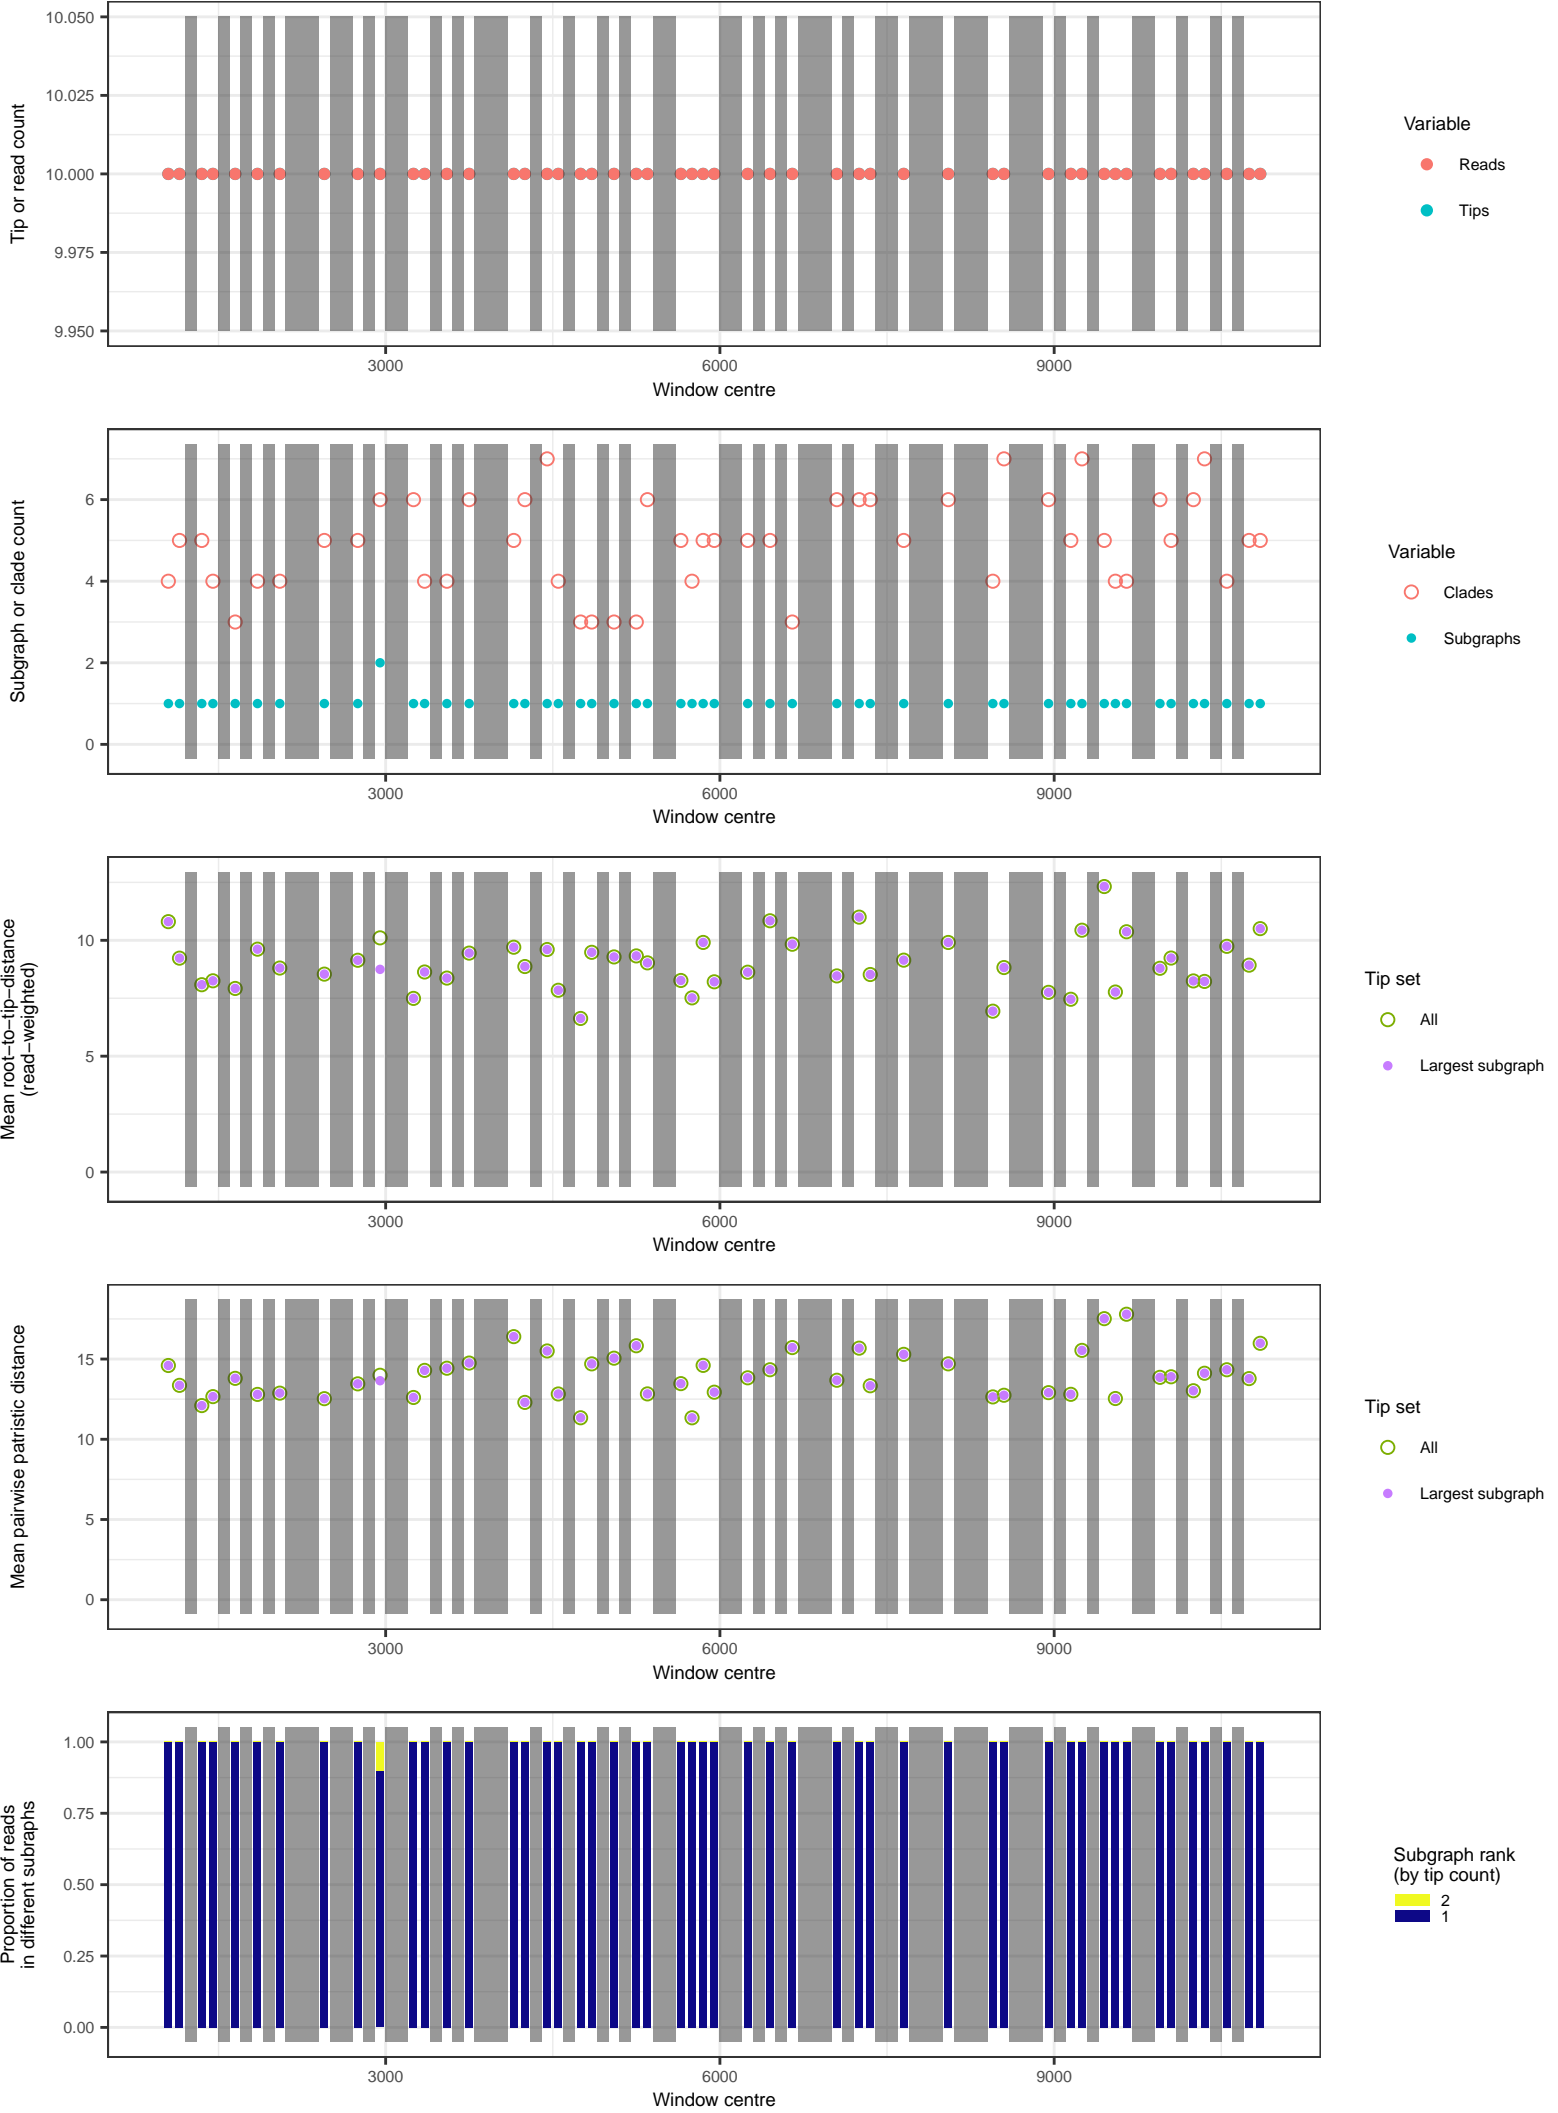 10.050
10.025
10.000
9.975
9.950
Tip or read count
3000 6000 9000
Window centre
Variable
Reads
Tips
6
4
2
0
Subgraph or clade count
3000 6000 9000
Window centre
Variable
Clades
Subgraphs
10
5
0
Mean root−to−tip−distance
(read−weighted)
3000 6000 9000
Window centre
Tip set
All
Largest subgraph
15
10
5
0
Mean pairwise patristic distance
3000 6000 9000
Window centre
Tip set
All
Largest subgraph
1.00
0.75
0.50
0.25
0.00
Proportion of reads
in different subraphs
3000 6000 9000
Window centre
Subgraph rank
(by tip count)
2
1